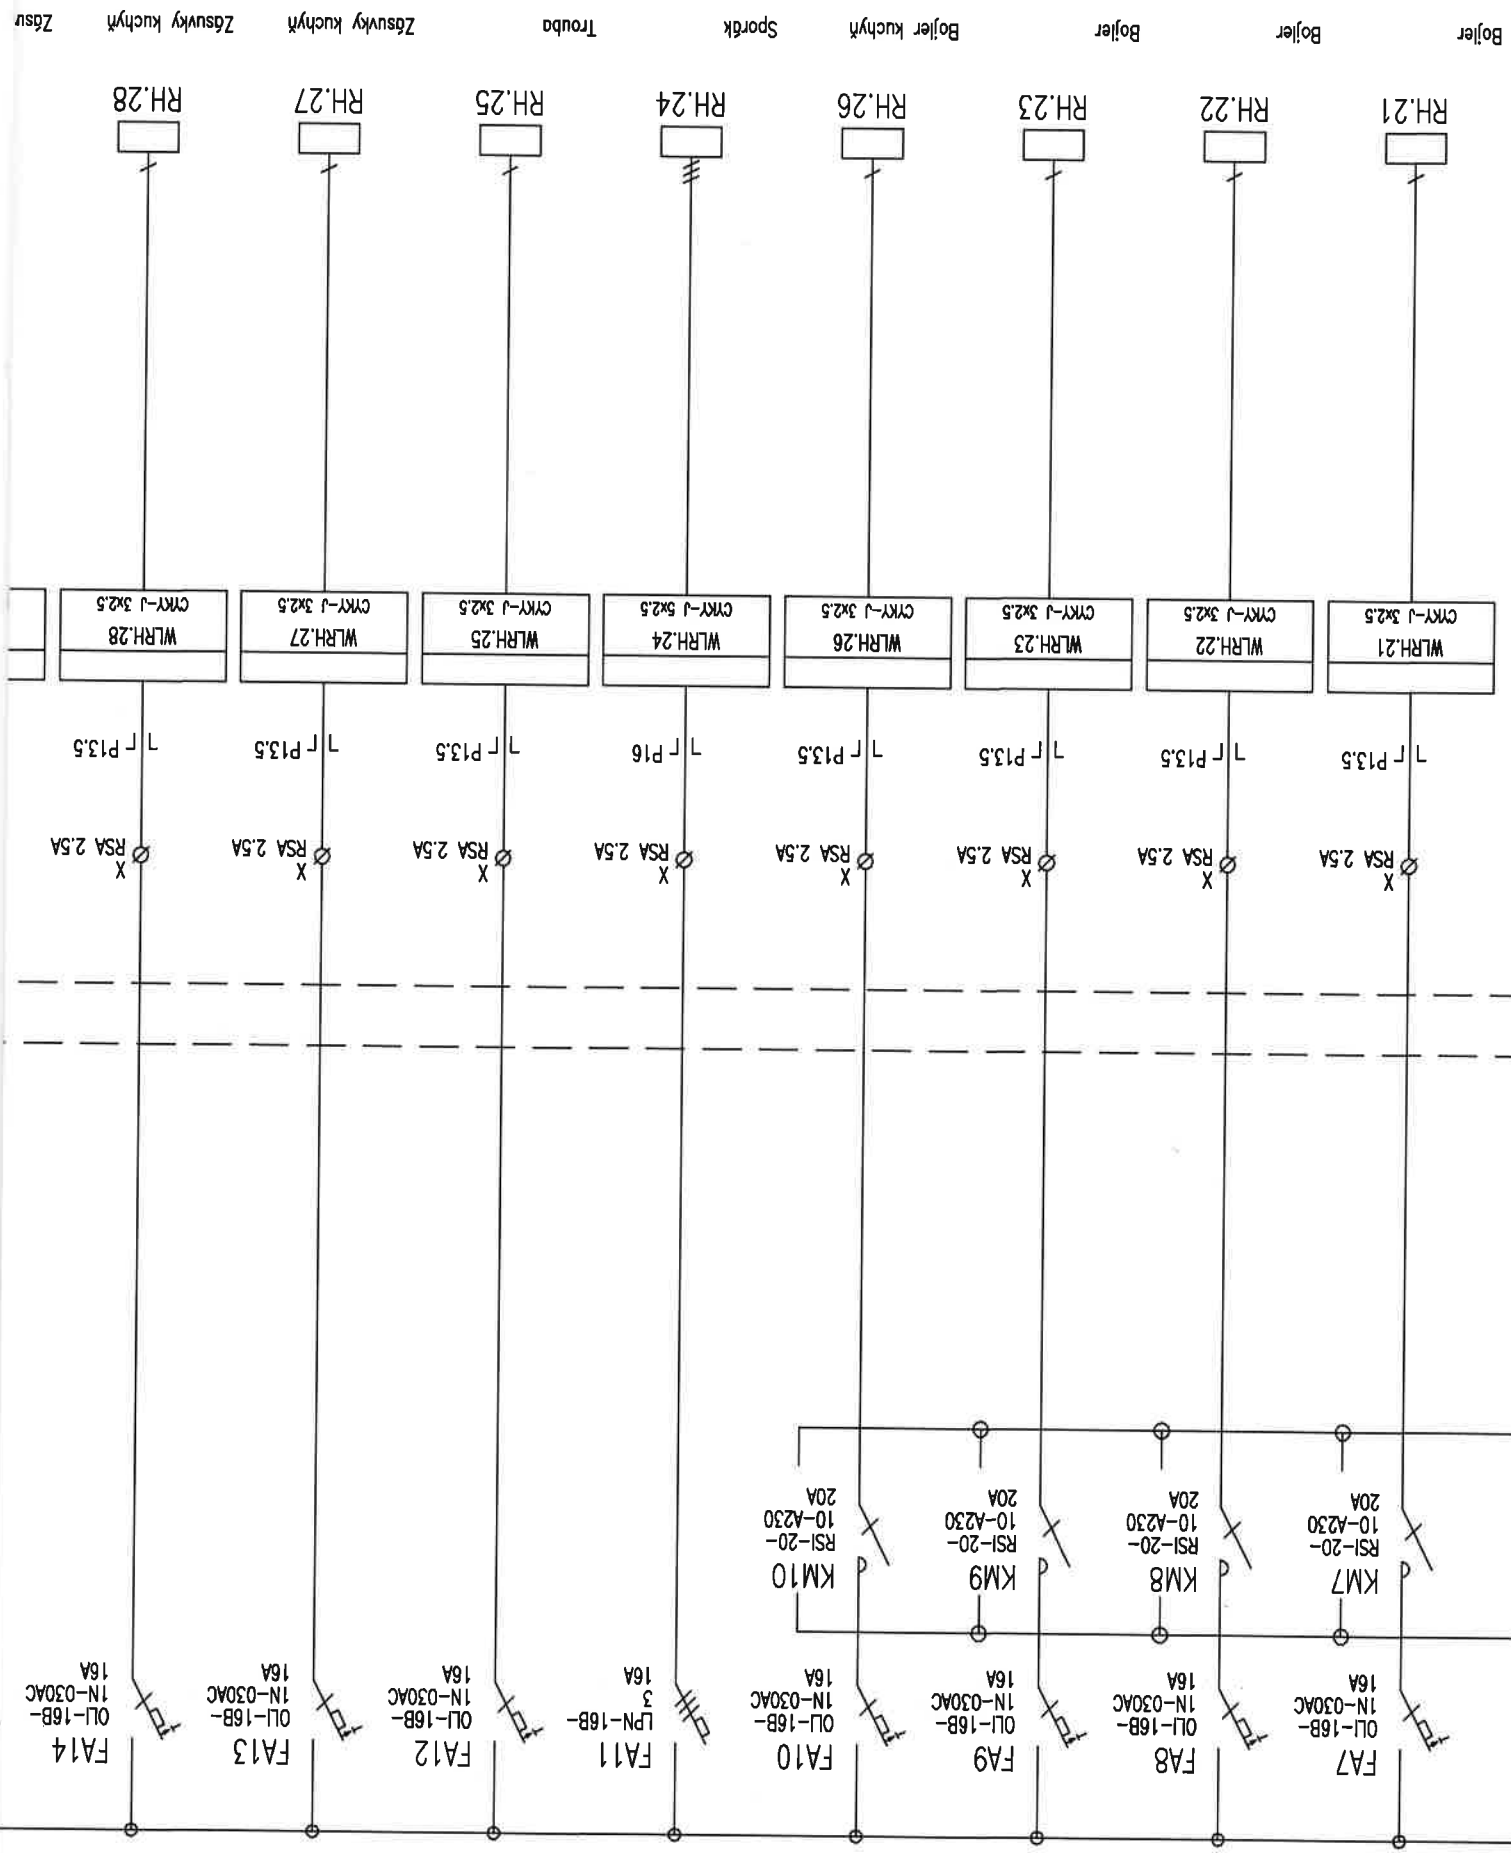 FA7
OLI-16B-
1N-030AC
16A
FA8
OLI-16B-
1N-030AC
16A
FA9
OLI-16B-
1N-030AC
16A
FA10
OLI-16B-
1N-030AC
16A
FA11
LPN-16B-
3
16A
FA12
OLI-16B-
1N-030AC
16A
FA13
OLI-16B-
1N-030AC
16A
FA14
OLI-16B-
1N-030AC
16A
KM7
RSI-20-
10-A230
20A
KM8
RSI-20-
10-A230
20A
KM9
RSI-20-
10-A230
20A
KM10
RSI-20-
10-A230
20A
X
RSA 2.5A
X
RSA 2.5A
X
RSA 2.5A
X
RSA 2.5A
X
RSA 2.5A
X
RSA 2.5A
X
RSA 2.5A
X
RSA 2.5A
P13.5
P13.5
P13.5
P13.5
P16
P13.5
P13.5
P13.5
WLRH.21
CYKY-J 3x2.5
WLRH.22
CYKY-J 3x2.5
WLRH.23
CYKY-J 3x2.5
WLRH.26
CYKY-J 3x2.5
WLRH.24
CYKY-J 5x2.5
WLRH.25
CYKY-J 3x2.5
WLRH.27
CYKY-J 3x2.5
WLRH.28
CYKY-J 3x2.5
RH.21
RH.22
RH.23
RH.26
RH.24
RH.25
RH.27
RH.28
Bojler
Bojler
Bojler
Bojler kuchyň
Sporák
Trouba
Zásuvky kuchyň
Zásuvky kuchyň
Zásu